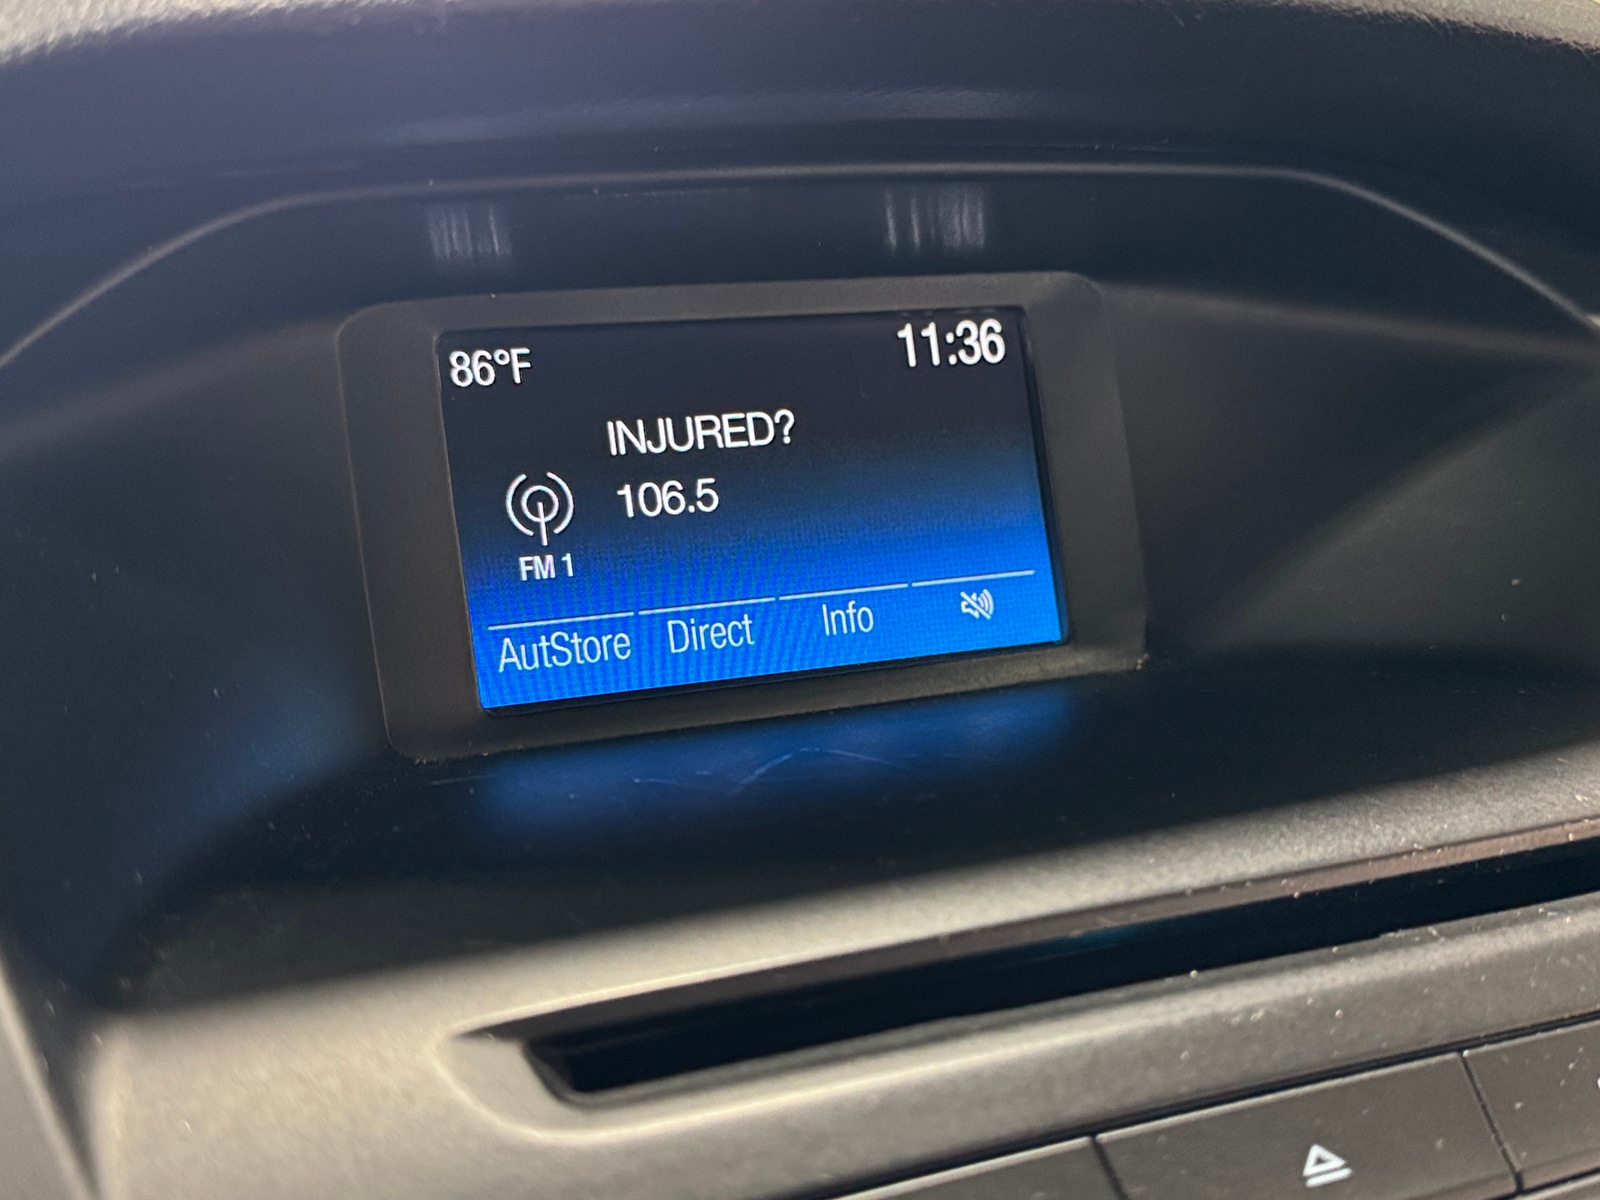 86°F 11:36
INJURED?
106.5
FM 1
AutStore Direct Info